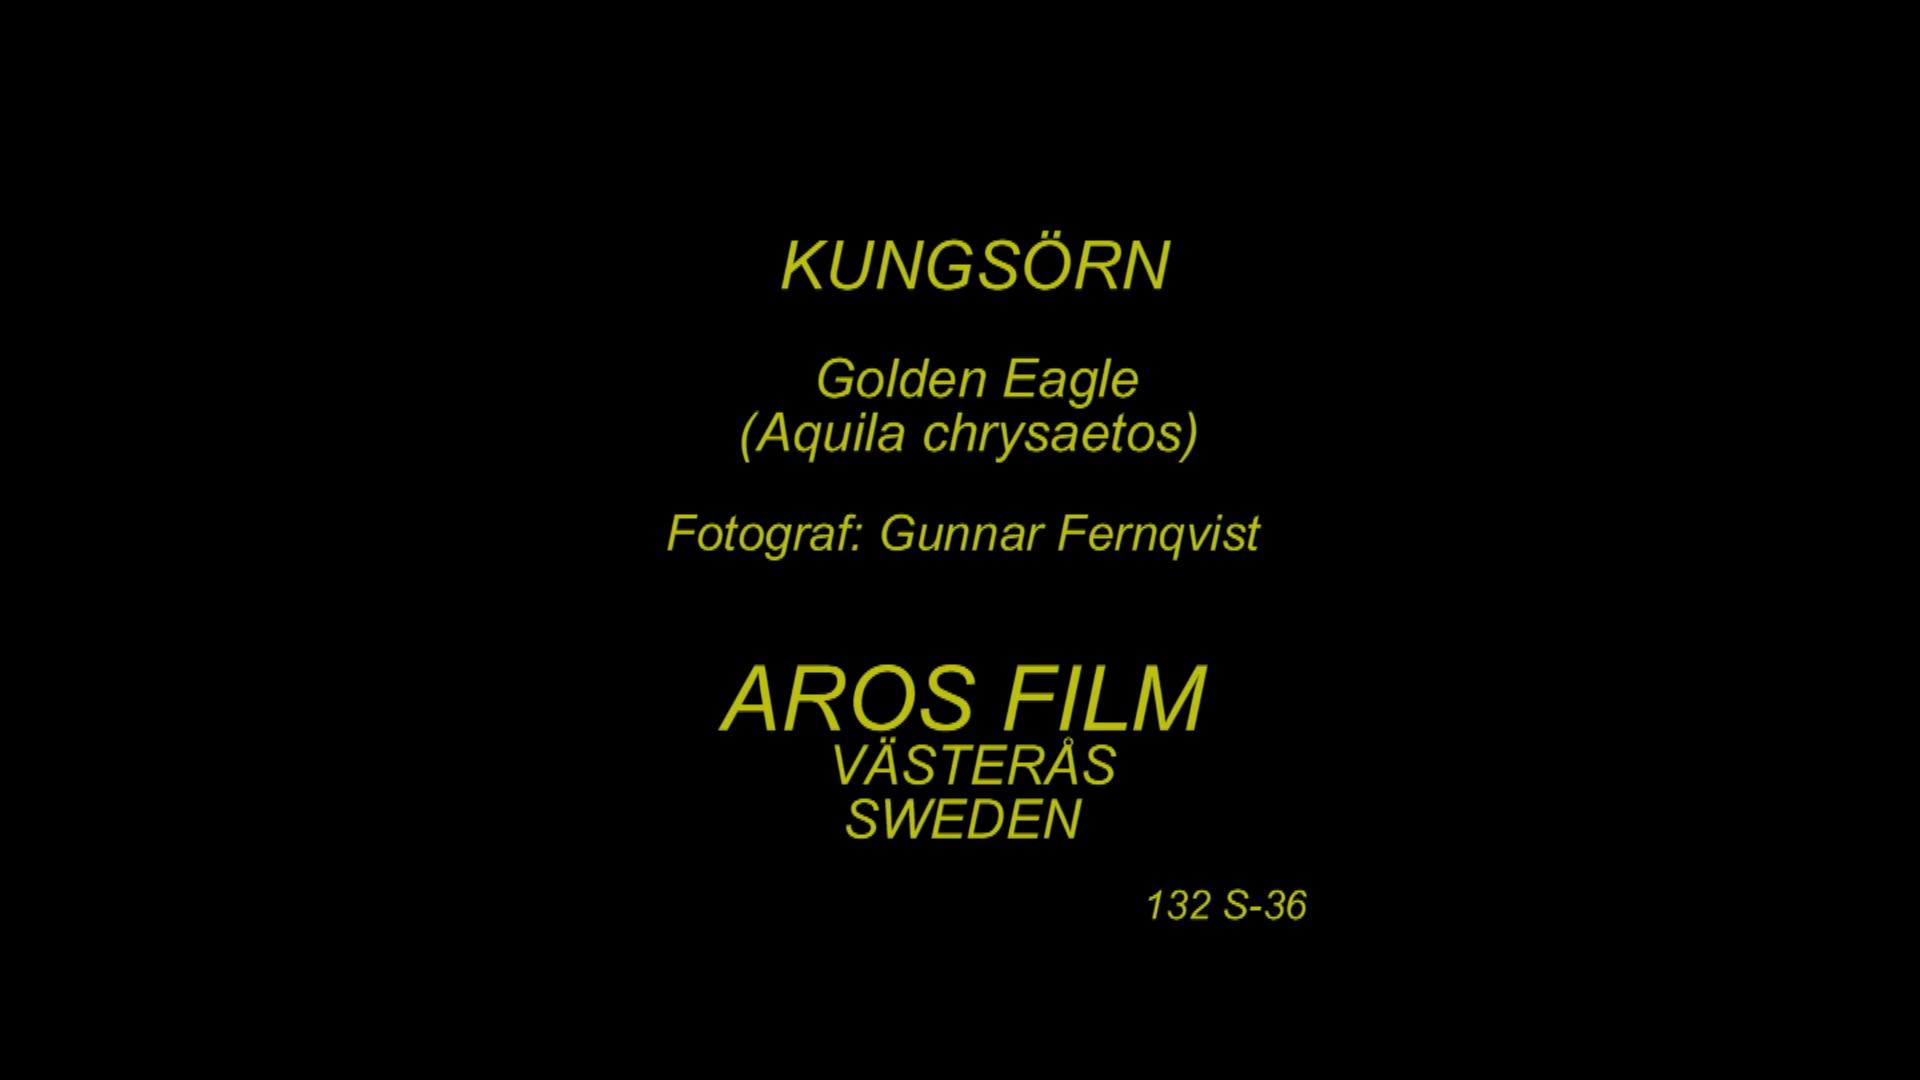 KUNGSÖRN
Golden Eagle
(Aquila chrysaetos)
Fotograf: Gunnar Fernqvist
AROS FILM
VÄSTERÅS
SWEDEN
132 S-36